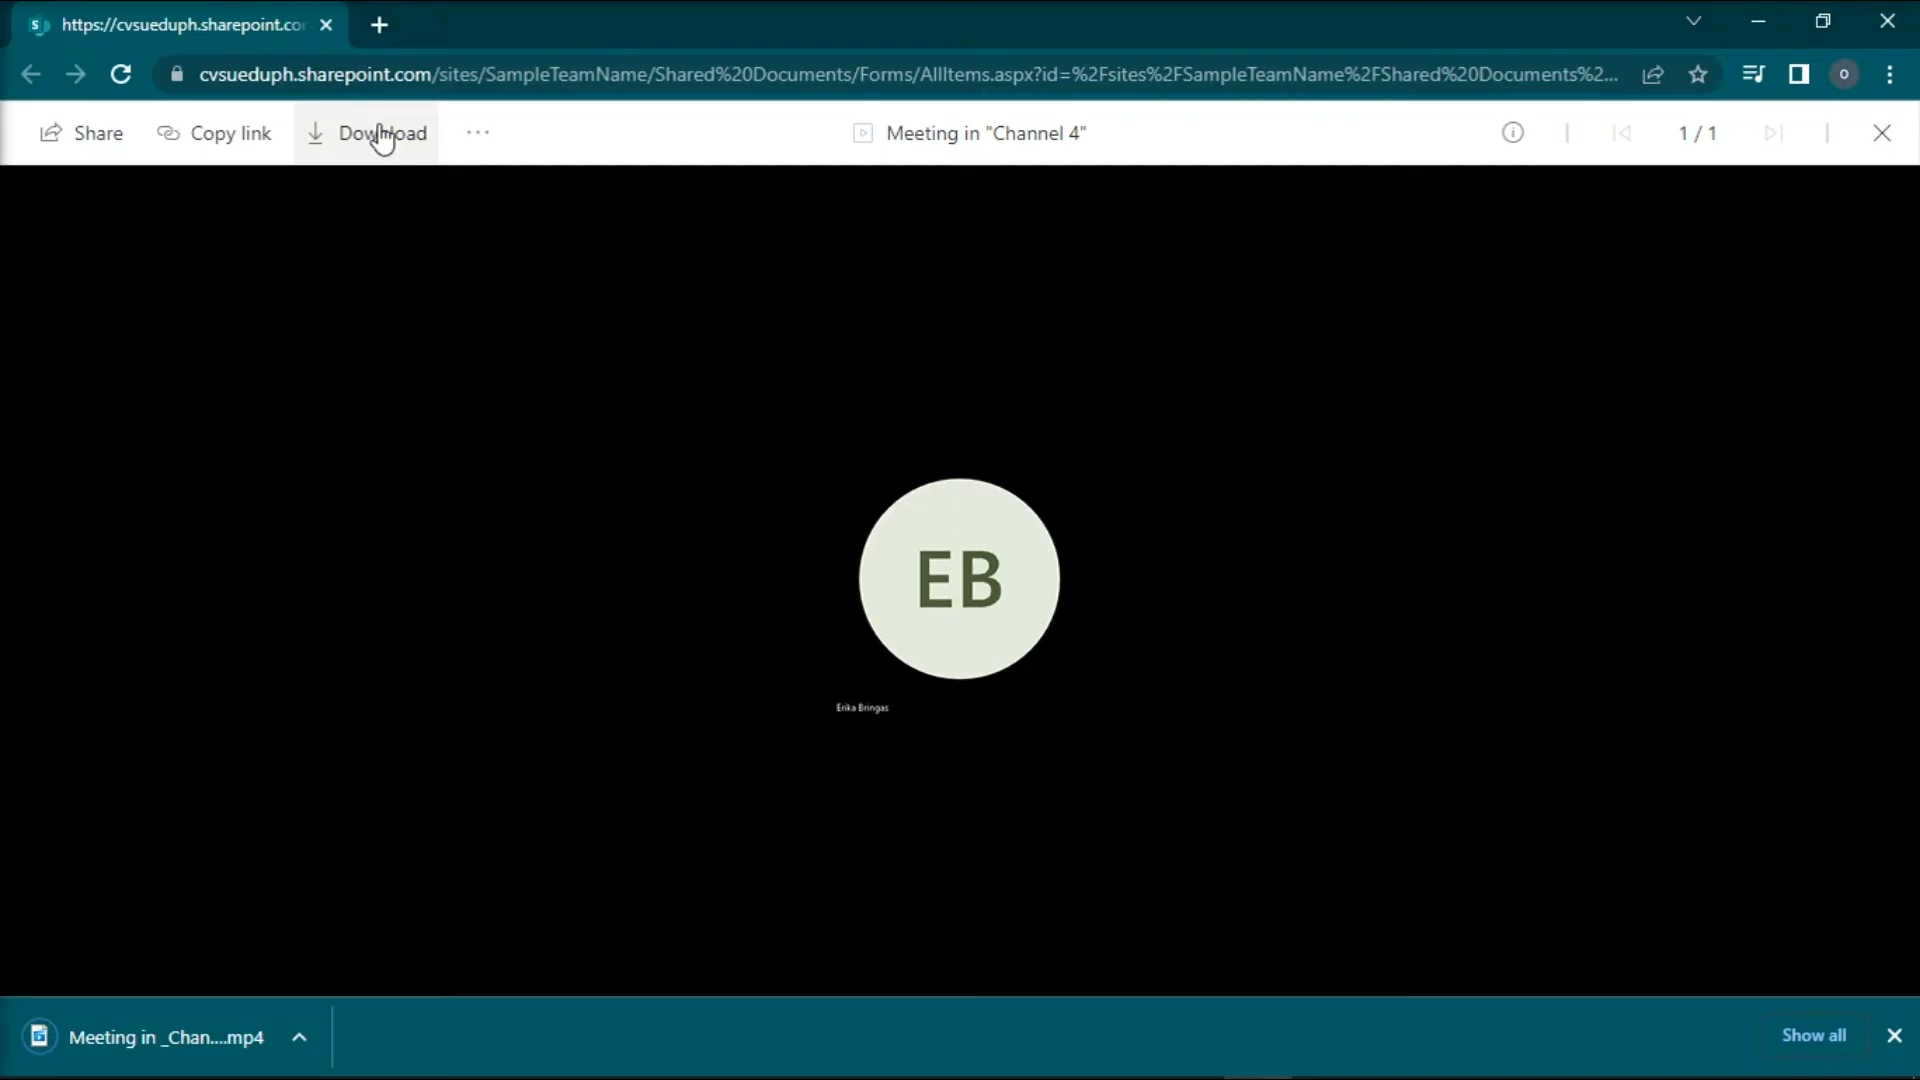 https://cvsueduph.sharepoint.co
cvsueduph.sharepoint.com/sites/SampleTeamName/Shared%20Documents/Forms/AllItems.aspx?id=%2Fsites%2FSampleTeamName%2FShared%20Documents%2...
O
Share
Copy link
Download
...
Meeting in "Channel 4"
1 / 1
EB
Erika Bringas
Meeting in _Chan....mp4
Show all